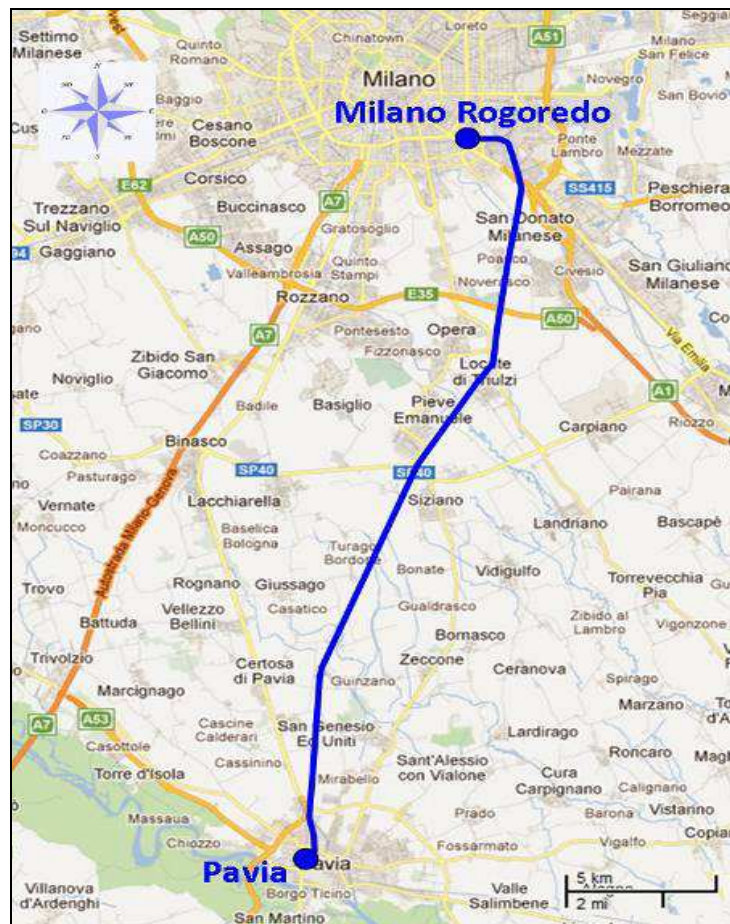 Settimo
Milanese
Quinto
Romano
Chinatown
Loreto
A51
Milano
San Felice
Milano
Novegro
San Bovio
Baggio
Milano Rogoredo
Cesano
Boscone
Ponte
Lambro
Mezzate
Corsico
E62
A7
SS415
Peschiera
Borromeo
Trezzano
Sul Naviglio
Buccinasco
Gratosoglio
San Donato
Milanese
Gaggiano
A50
Assago
Valleambrosia
Quinto
Stampi
Poasco
Noverasco
Civesio
San Giuliano
Milanese
Rozzano
E35
A50
A7
Pontesesto
Opera
Fizzonasco
Via Emilia
Zibido San
Giacomo
Noviglio
Locate
di Triulzi
A1
Badile
Basiglio
Pieve
Emanuele
Carpiano
Riozzo
SP30
Coazzano
Binasco
SP40
SP40
Pasturago
Vernate
Moncucco
Lacchiarella
Siziano
Pairana
Landriano
Bascapè
Baselica
Bologna
Autostrada Milano-Genova
Turago
Bordone
Bonate
Vidigulfo
Trovo
Rognano
Giussago
Casatico
Torrevecchia
Pia
Battuda
Vellezzo
Bellini
Gualdrasco
Zibido al
Lambro
Vigonzone
Bornasco
Trivolzio
Certosa
di Pavia
Zeccone
Ceranova
Marcignago
Guinzano
Spirago
Marzano
A7
A53
Cascine
Calderari
San Genesio
Ed Uniti
Lardirago
Casottole
Cassinino
Roncaro
Torre d'Isola
Mirabello
Sant'Alessio
con Vialone
Cura
Carpignano
Calignano
Massaua
Prado
Barona
Vistarino
Chiozzo
Fossarmato
Vigalfo
Pavia
Villanova
d'Ardenghi
Borgo Ticino
San Martino
Valle
Salimbene
5 km
2 mi